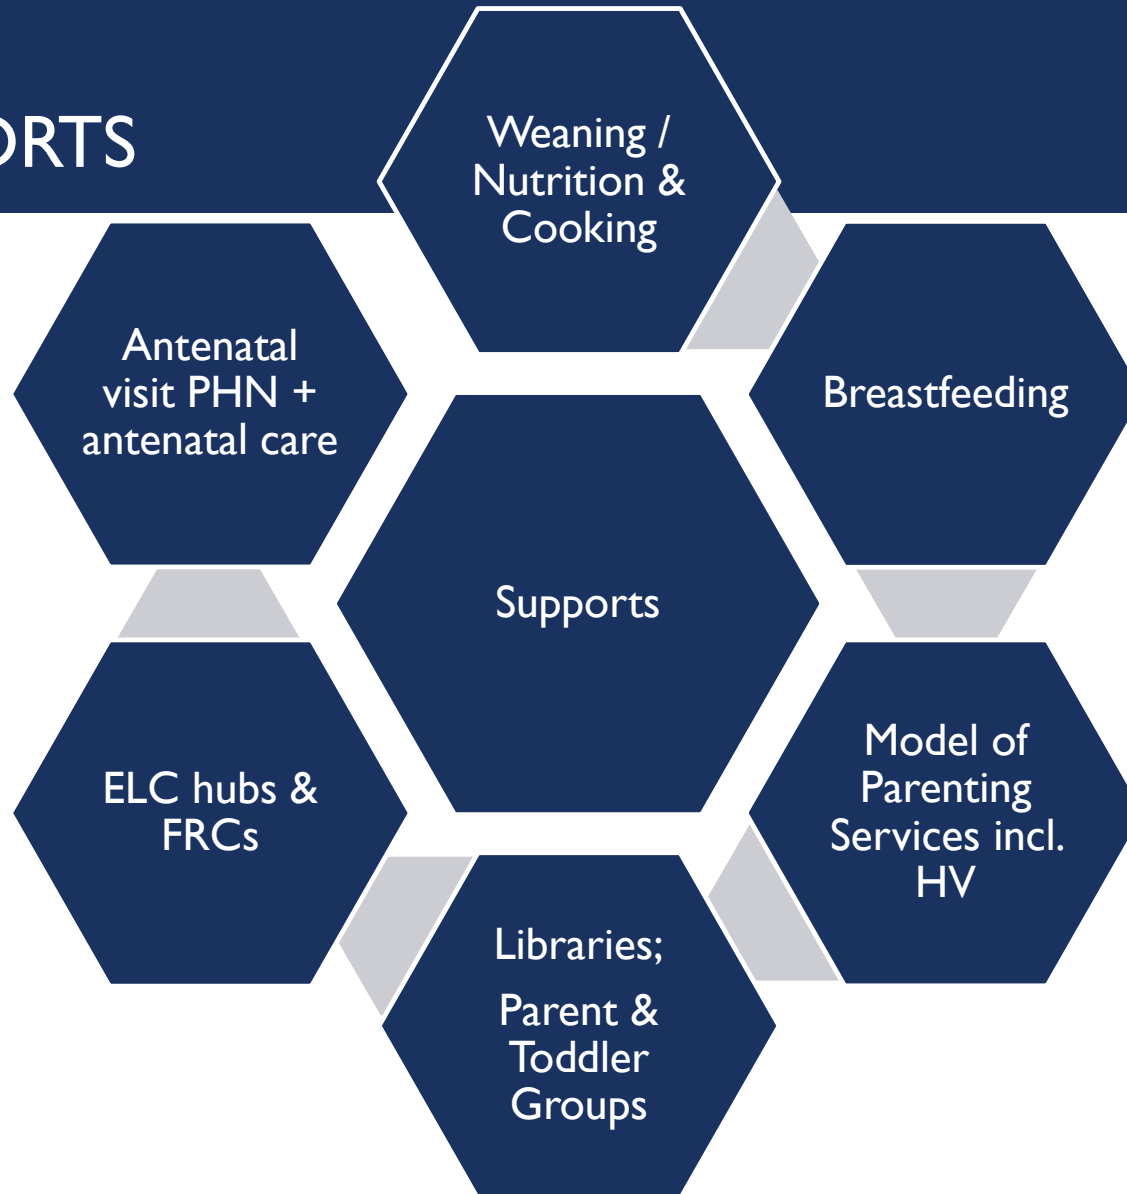 ORTS
Weaning /
Nutrition &
Cooking
Antenatal
visit PHN +
antenatal care
Breastfeeding
Supports
ELC hubs &
FRCs
Model of
Parenting
Services incl.
HV
Libraries;
Parent &
Toddler
Groups